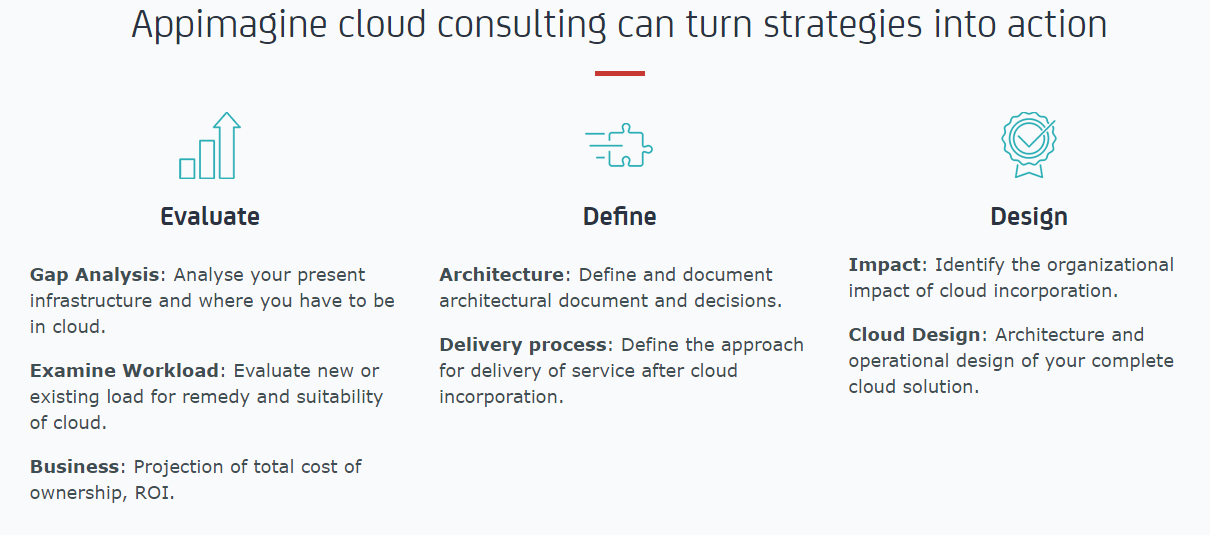 Appimagine cloud consulting can turn strategies into action
Evaluate
Gap Analysis: Analyse your present
infrastructure and where you have to be
in cloud.
Examine Workload: Evaluate new or
existing load for remedy and suitability
of cloud.
Business: Projection of total cost of
ownership, ROI.
Define
Architecture: Define and document
architectural document and decisions.
Delivery process: Define the approach
for delivery of service after cloud
incorporation.
Design
Impact: Identify the organizational
impact of cloud incorporation.
Cloud Design: Architecture and
operational design of your complete
cloud solution.